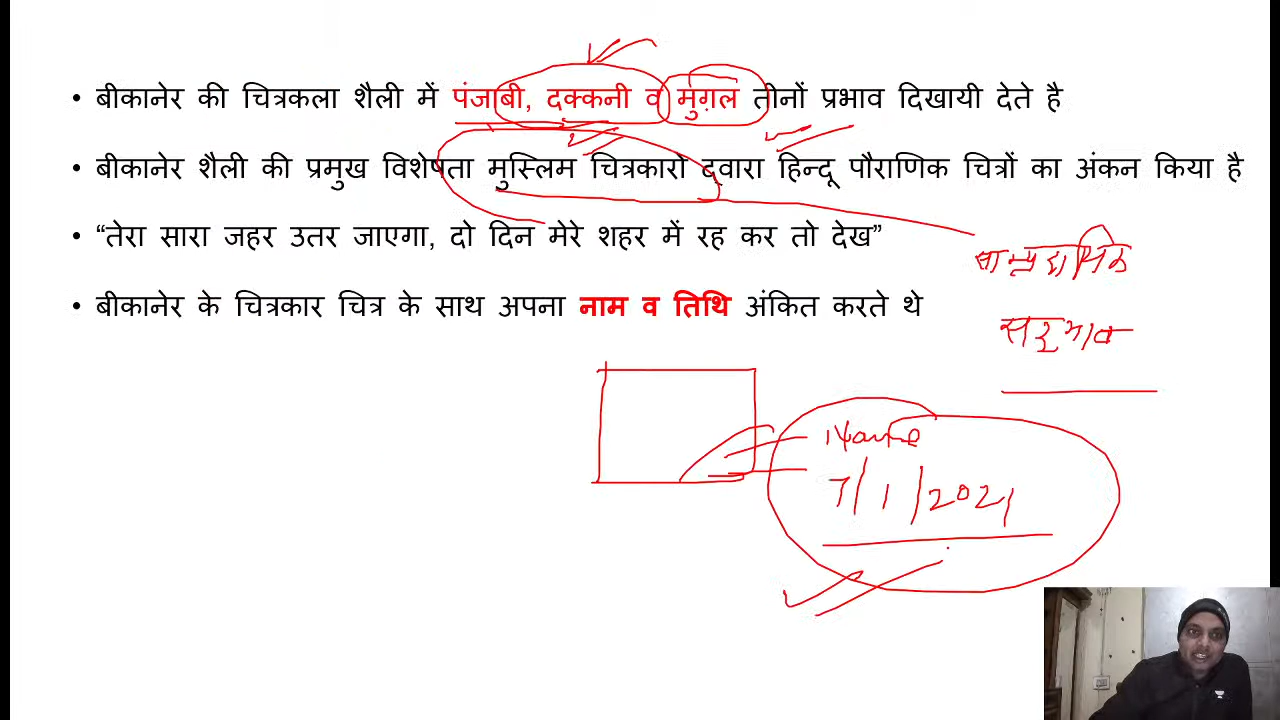 • बीकानेर की चित्रकला शैली में पंजाबी, दक्कनी व मुग़ल तीनों प्रभाव दिखायी देते है
• बीकानेर शैली की प्रमुख विशेषता मुस्लिम चित्रकारो द्वारा हिन्दू पौराणिक चित्रों का अंकन किया है
• “तेरा सारा जहर उतर जाएगा, दो दिन मेरे शहर में रह कर तो देख”
साम्प्रदायिक
• बीकानेर के चित्रकार चित्र के साथ अपना नाम व तिथि अंकित करते थे
सद्भाव
Name
7/1/2021